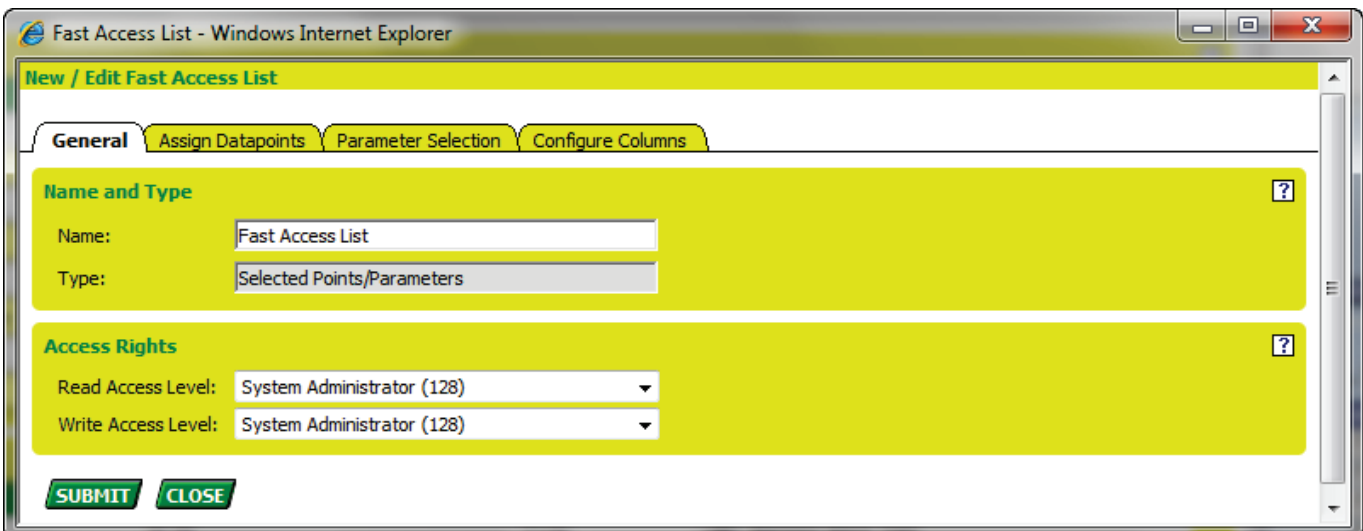 Fast Access List - Windows Internet Explorer
New / Edit Fast Access List
General Assign Datapoints Parameter Selection Configure Columns
Name and Type ?
Name: Fast Access List
Type: Selected Points/Parameters
Access Rights ?
Read Access Level: System Administrator (128)
Write Access Level: System Administrator (128)
SUBMIT CLOSE